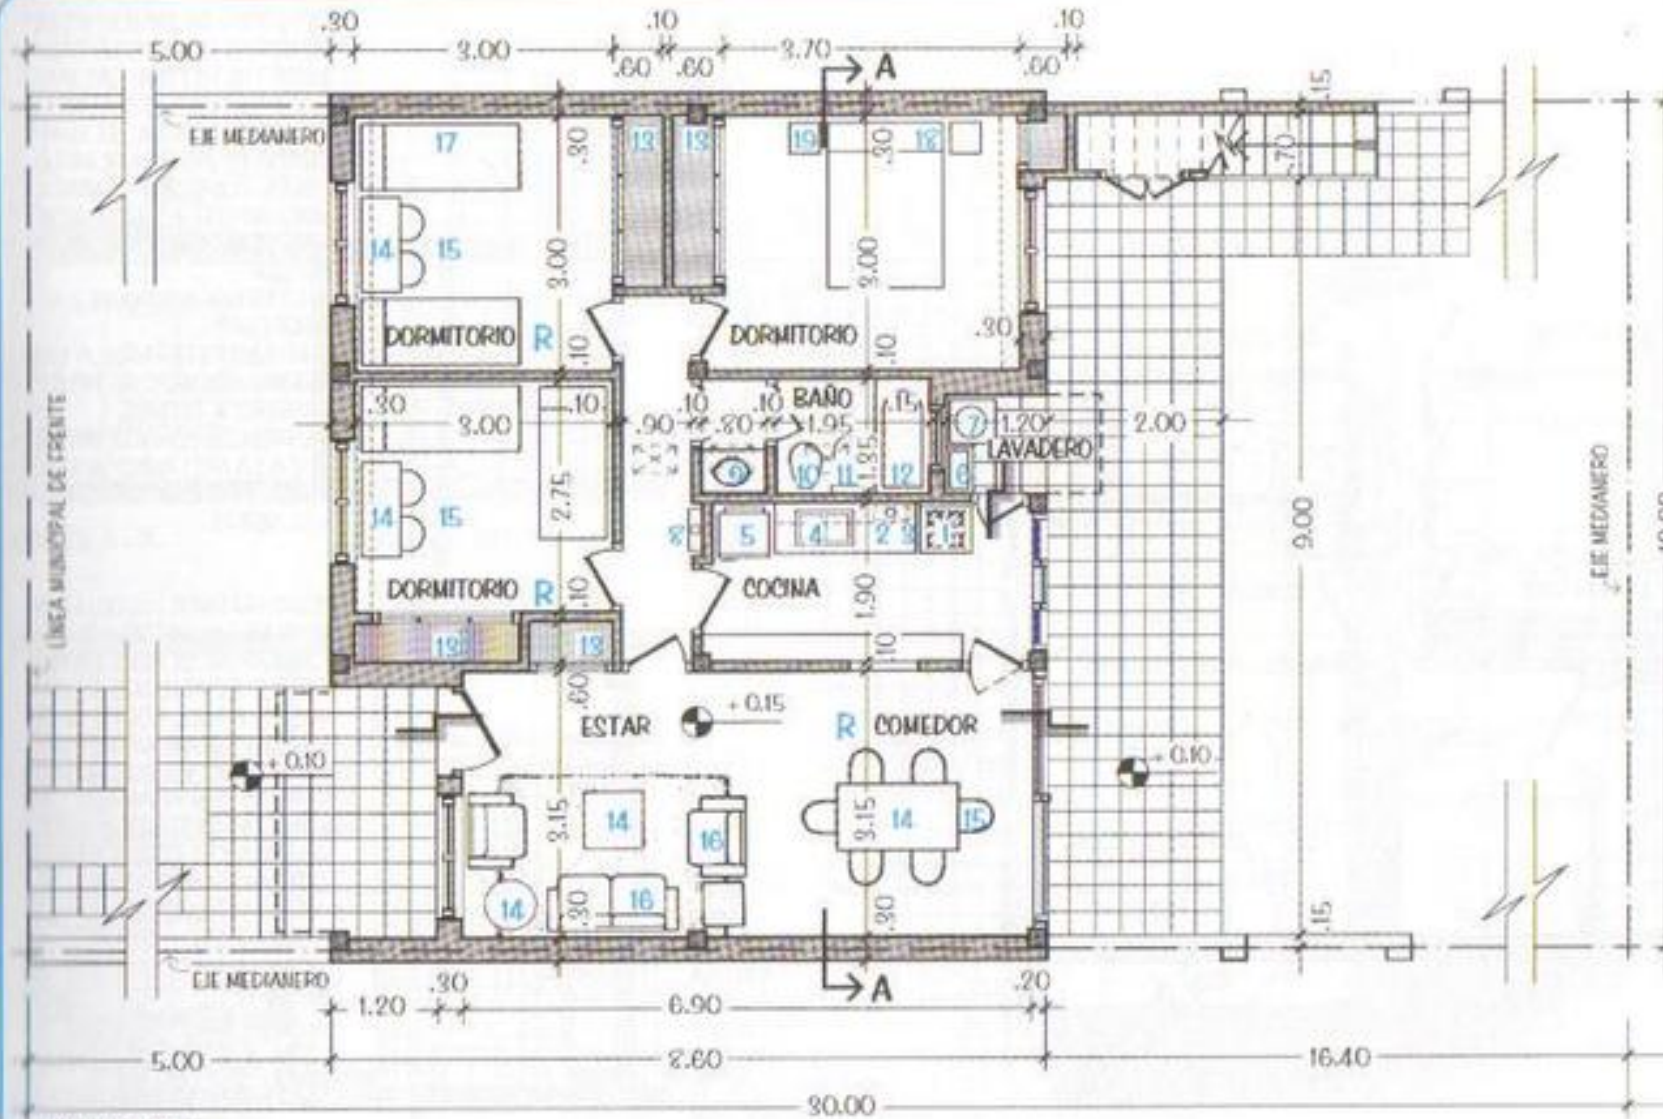 .30 .10 .10
5.00 3.00 3.70
.60 .60 .60
A
.15
EJE MEDIANERO
17 .30 13 13 19 .30 18
.70
14 15 3.00 3.00
DORMITORIO R .10 DORMITORIO .10 .30
LÍNEA MUNICIPAL DE FRENTE
.30 3.00 .10 .90 .10 .80 .10 BAÑO 1.95 .15 7 1.20 2.00
LAVADERO
EJE MEDIANERO
9 10 11 1.35 12 6
14 15 2.75 5 4 2 3 1
9.00
DORMITORIO R .10 COCINA 1.90
13 13 .10
.60
ESTAR + 0.15 R COMEDOR
+ 0.10 + 0.10
3.15 14 16 3.15 14 15
14 .30 16 .30 .15
EJE MEDIANERO
A
.30 .20
1.20 6.90
5.00 8.60 16.40
30.00